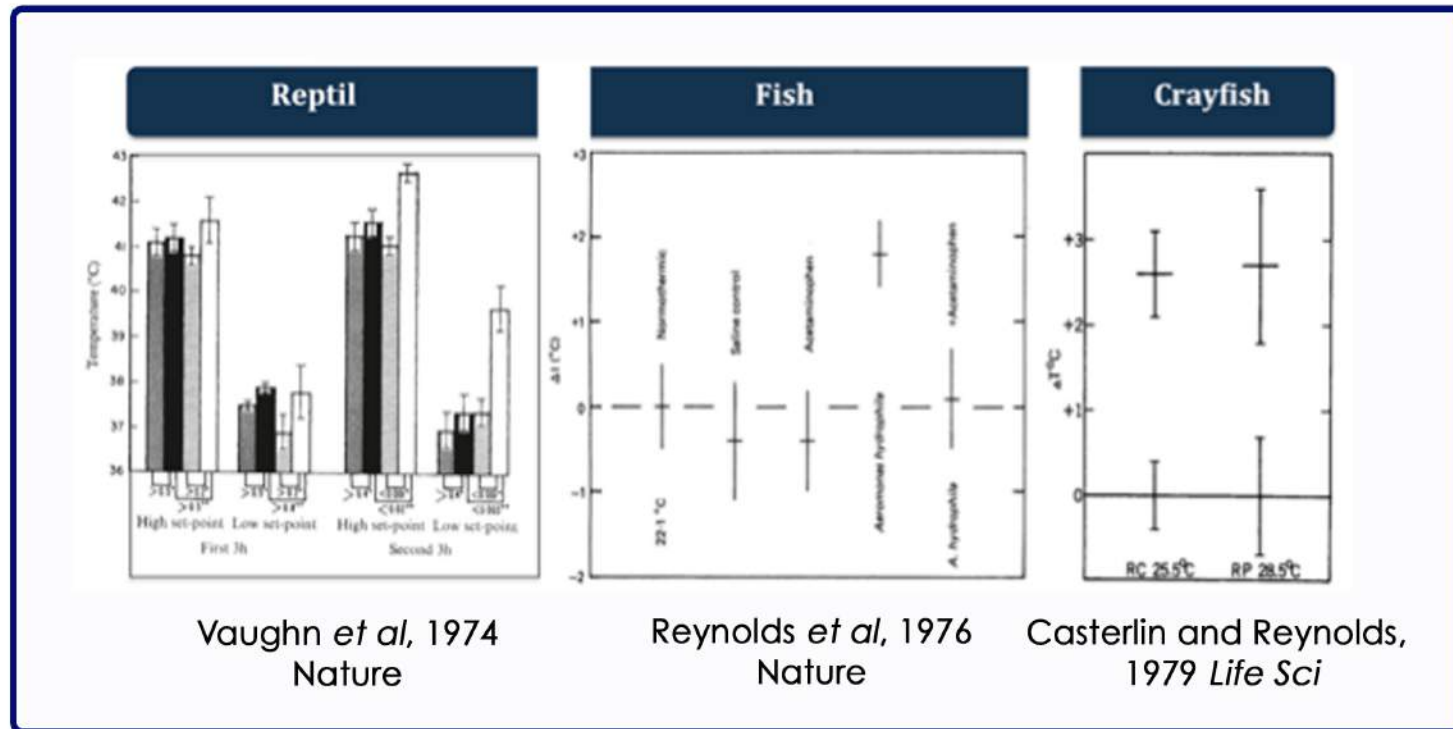 Reptil
Fish
Crayfish
43
42
41
40
39
38
37
36
Temperature (°C)
High set-point Low set-point High set-point Low set-point
First 3h Second 3h
+3
+2
+1
0
−1
−2
Δt (°C)
Normothermic
22·1 °C
Saline control
Acetaminophen
Aeromonas hydrophila
+Acetaminophen
A. hydrophila
+3
+2
+1
0
ΔT°C
RC 25.5°C RP 28.5°C
Vaughn et al, 1974
Nature
Reynolds et al, 1976
Nature
Casterlin and Reynolds,
1979 Life Sci